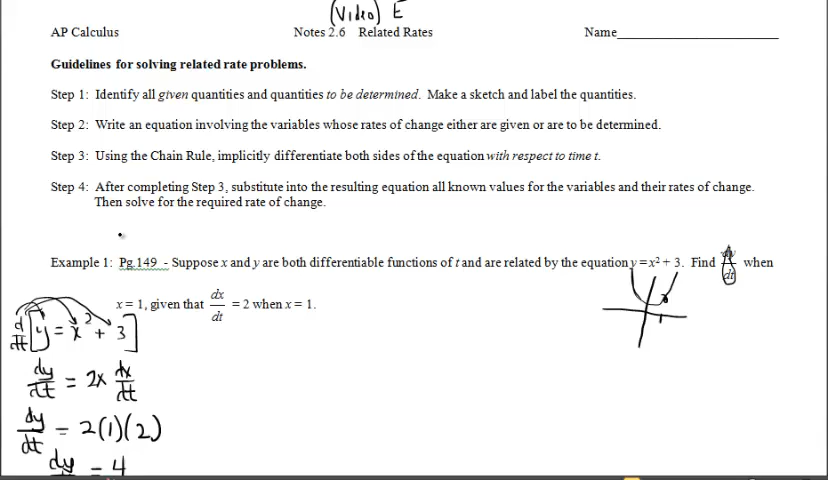 (Video) E
AP Calculus Notes 2.6 Related Rates Name
Guidelines for solving related rate problems.
Step 1: Identify all given quantities and quantities to be determined. Make a sketch and label the quantities.
Step 2: Write an equation involving the variables whose rates of change either are given or are to be determined.
Step 3: Using the Chain Rule, implicitly differentiate both sides of the equation with respect to time t.
Step 4: After completing Step 3, substitute into the resulting equation all known values for the variables and their rates of change.
Then solve for the required rate of change.
Example 1: Pg.149 - Suppose x and y are both differentiable functions of t and are related by the equation y = x² + 3. Find dy/dt when
x = 1, given that dx/dt = 2 when x = 1.
d/dt [y = x² + 3]
dy/dt = 2x dx/dt
dy/dt = 2(1)(2)
dy = 4
1